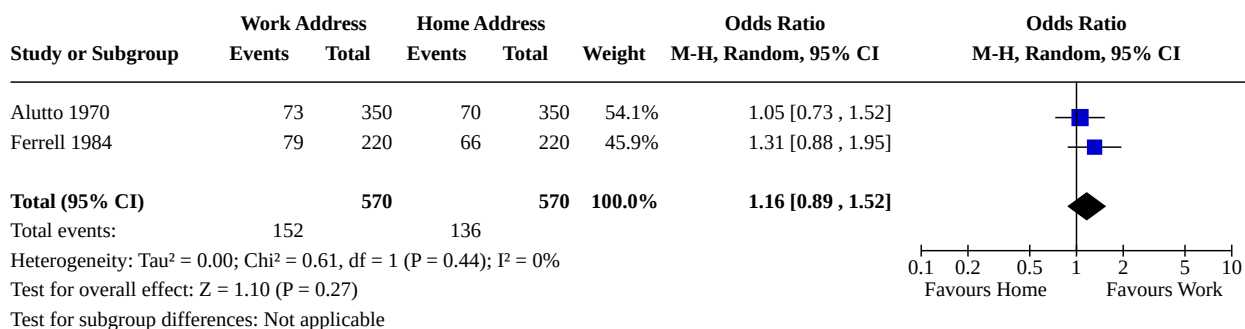 Work Address Home Address Odds Ratio Odds Ratio
Study or Subgroup Events Total Events Total Weight M-H, Random, 95% CI M-H, Random, 95% CI
Alutto 1970 73 350 70 350 54.1% 1.05 [0.73 , 1.52]
Ferrell 1984 79 220 66 220 45.9% 1.31 [0.88 , 1.95]
Total (95% CI) 570 570 100.0% 1.16 [0.89 , 1.52]
Total events: 152 136
Heterogeneity: Tau² = 0.00; Chi² = 0.61, df = 1 (P = 0.44); I² = 0%
0.1 0.2 0.5 1 2 5 10
Test for overall effect: Z = 1.10 (P = 0.27) Favours Home Favours Work
Test for subgroup differences: Not applicable